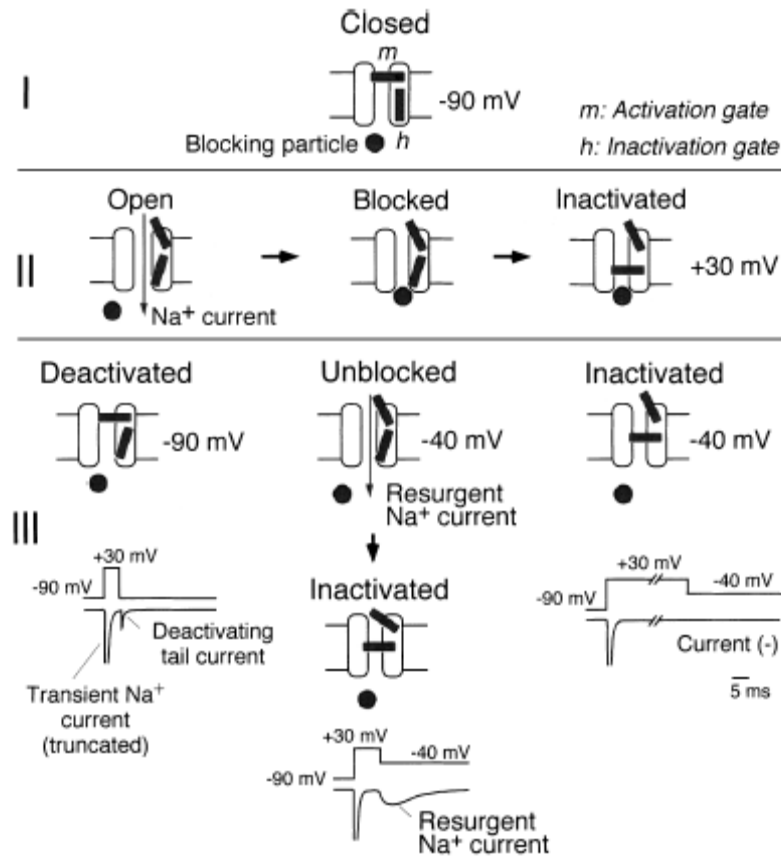 Closed
m
I
-90 mV
m: Activation gate
Blocking particle
h
h: Inactivation gate
Open
Blocked
Inactivated
II
+30 mV
Na+ current
Deactivated
Unblocked
Inactivated
-90 mV
-40 mV
-40 mV
Resurgent
Na+ current
III
+30 mV
-90 mV
Deactivating
tail current
Transient Na+
current
(truncated)
Inactivated
+30 mV
-40 mV
-90 mV
Resurgent
Na+ current
+30 mV
-40 mV
-90 mV
Current (-)
5 ms